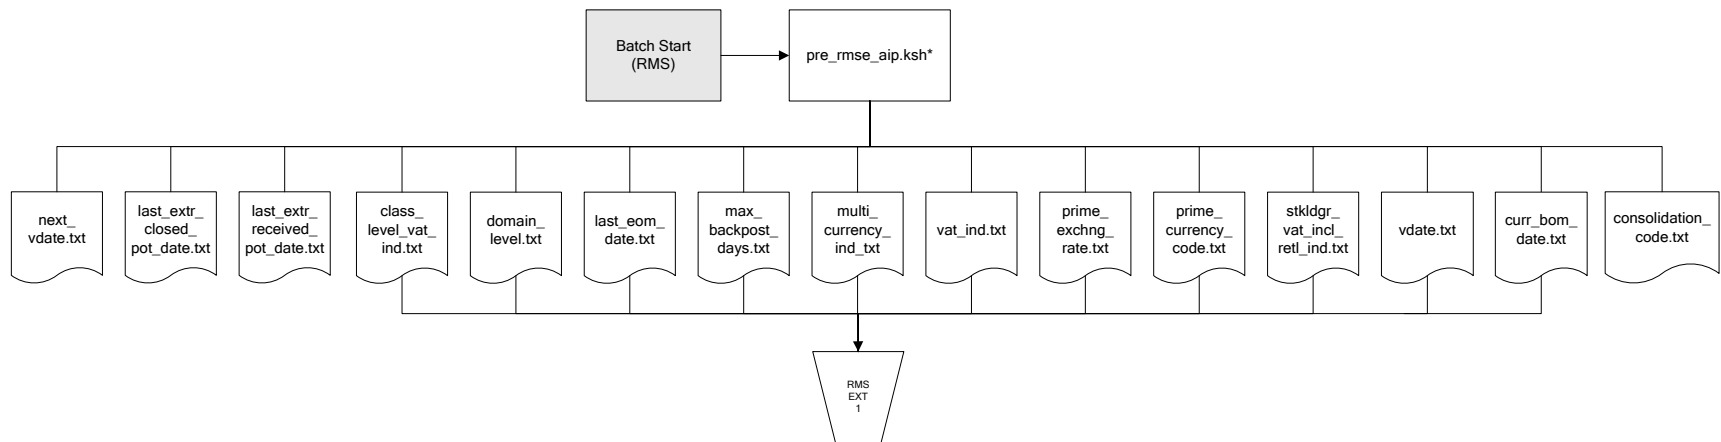 Batch Start
(RMS)
pre_rmse_aip.ksh*
next_
vdate.txt
last_extr_
closed_
pot_date.txt
last_extr_
received_
pot_date.txt
class_
level_vat_
ind.txt
domain_
level.txt
last_eom_
date.txt
max_
backpost_
days.txt
multi_
currency_
ind_txt
vat_ind.txt
prime_
exchng_
rate.txt
prime_
currency_
code.txt
stkldgr_
vat_incl_
retl_ind.txt
vdate.txt
curr_bom_
date.txt
consolidation_
code.txt
RMS
EXT
1